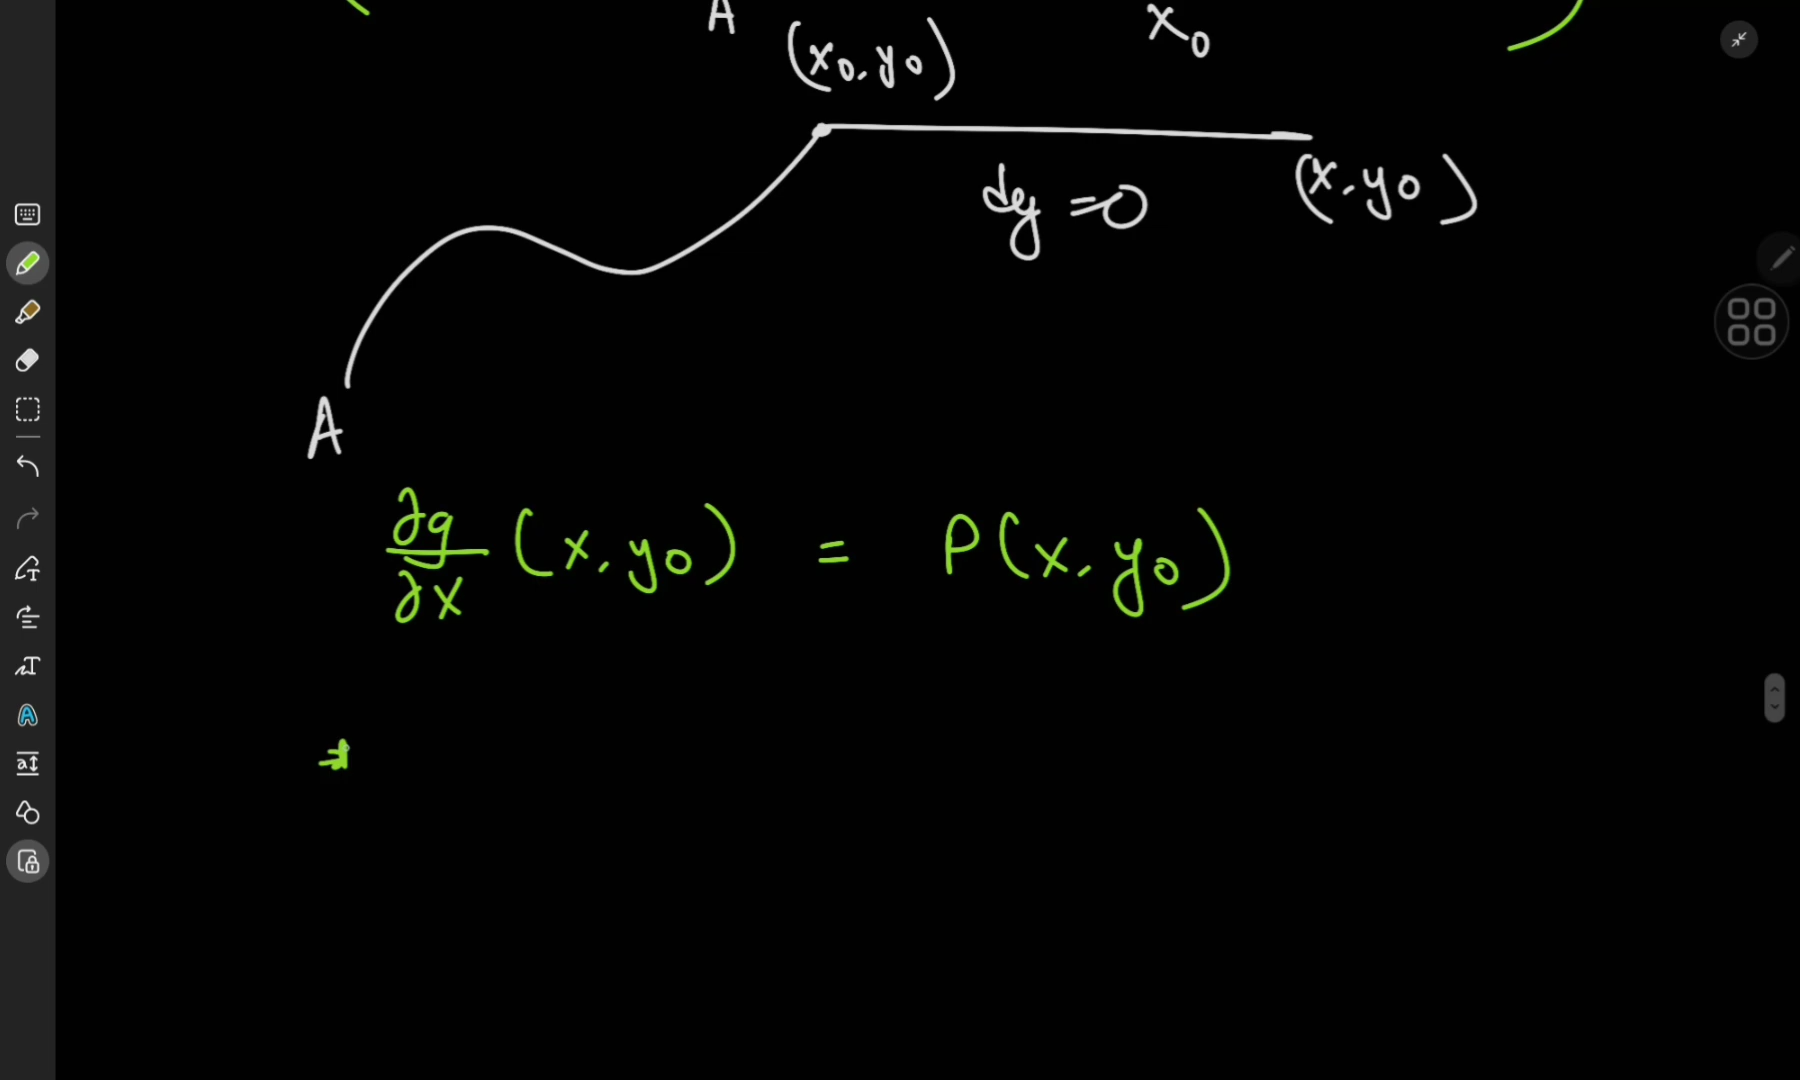 A
(x0, y0)
x0
dy = 0
(x, y0)
A
∂g/∂x (x, y0) = P(x, y0)
⇒